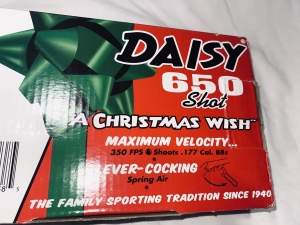 DAISY
650
Shot
A CHRISTMAS WISH™
MAXIMUM VELOCITY...
350 FPS Shoots .177 Cal. BBs
LEVER-COCKING
Spring Air
THE FAMILY SPORTING TRADITION SINCE 1940